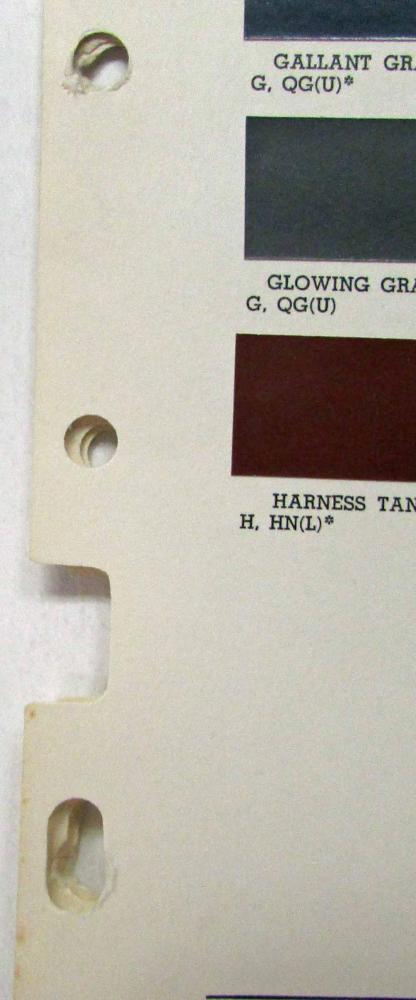 GALLANT GRA
G, QG(U)*
GLOWING GRA
G, QG(U)
HARNESS TAN
H, HN(L)*